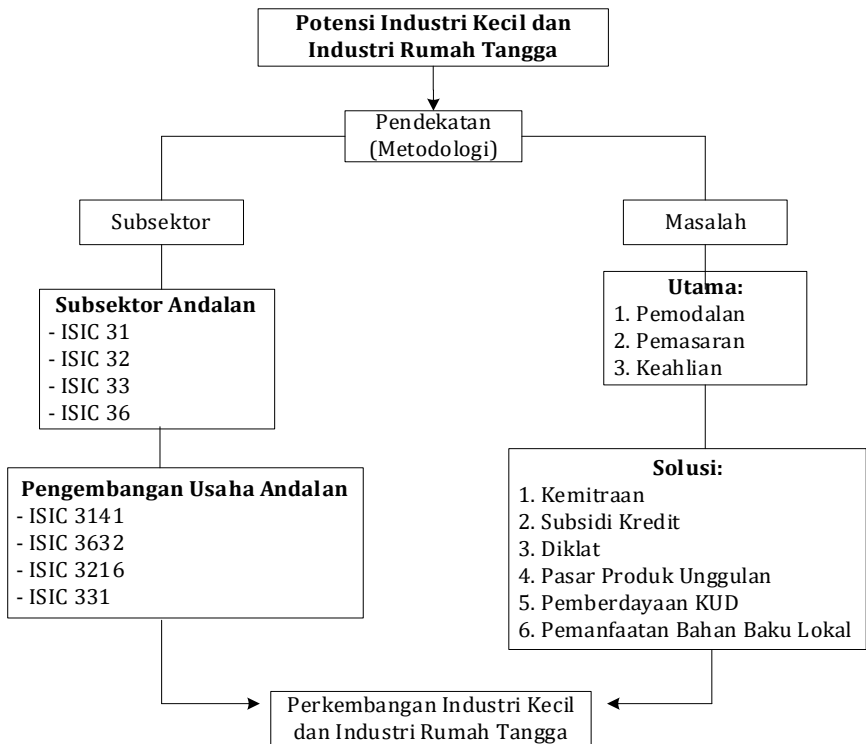 Potensi Industri Kecil dan
Industri Rumah Tangga
Pendekatan
(Metodologi)
Subsektor
Masalah
Subsektor Andalan
- ISIC 31
- ISIC 32
- ISIC 33
- ISIC 36
Utama:
1. Pemodalan
2. Pemasaran
3. Keahlian
Pengembangan Usaha Andalan
- ISIC 3141
- ISIC 3632
- ISIC 3216
- ISIC 331
Solusi:
1. Kemitraan
2. Subsidi Kredit
3. Diklat
4. Pasar Produk Unggulan
5. Pemberdayaan KUD
6. Pemanfaatan Bahan Baku Lokal
Perkembangan Industri Kecil
dan Industri Rumah Tangga